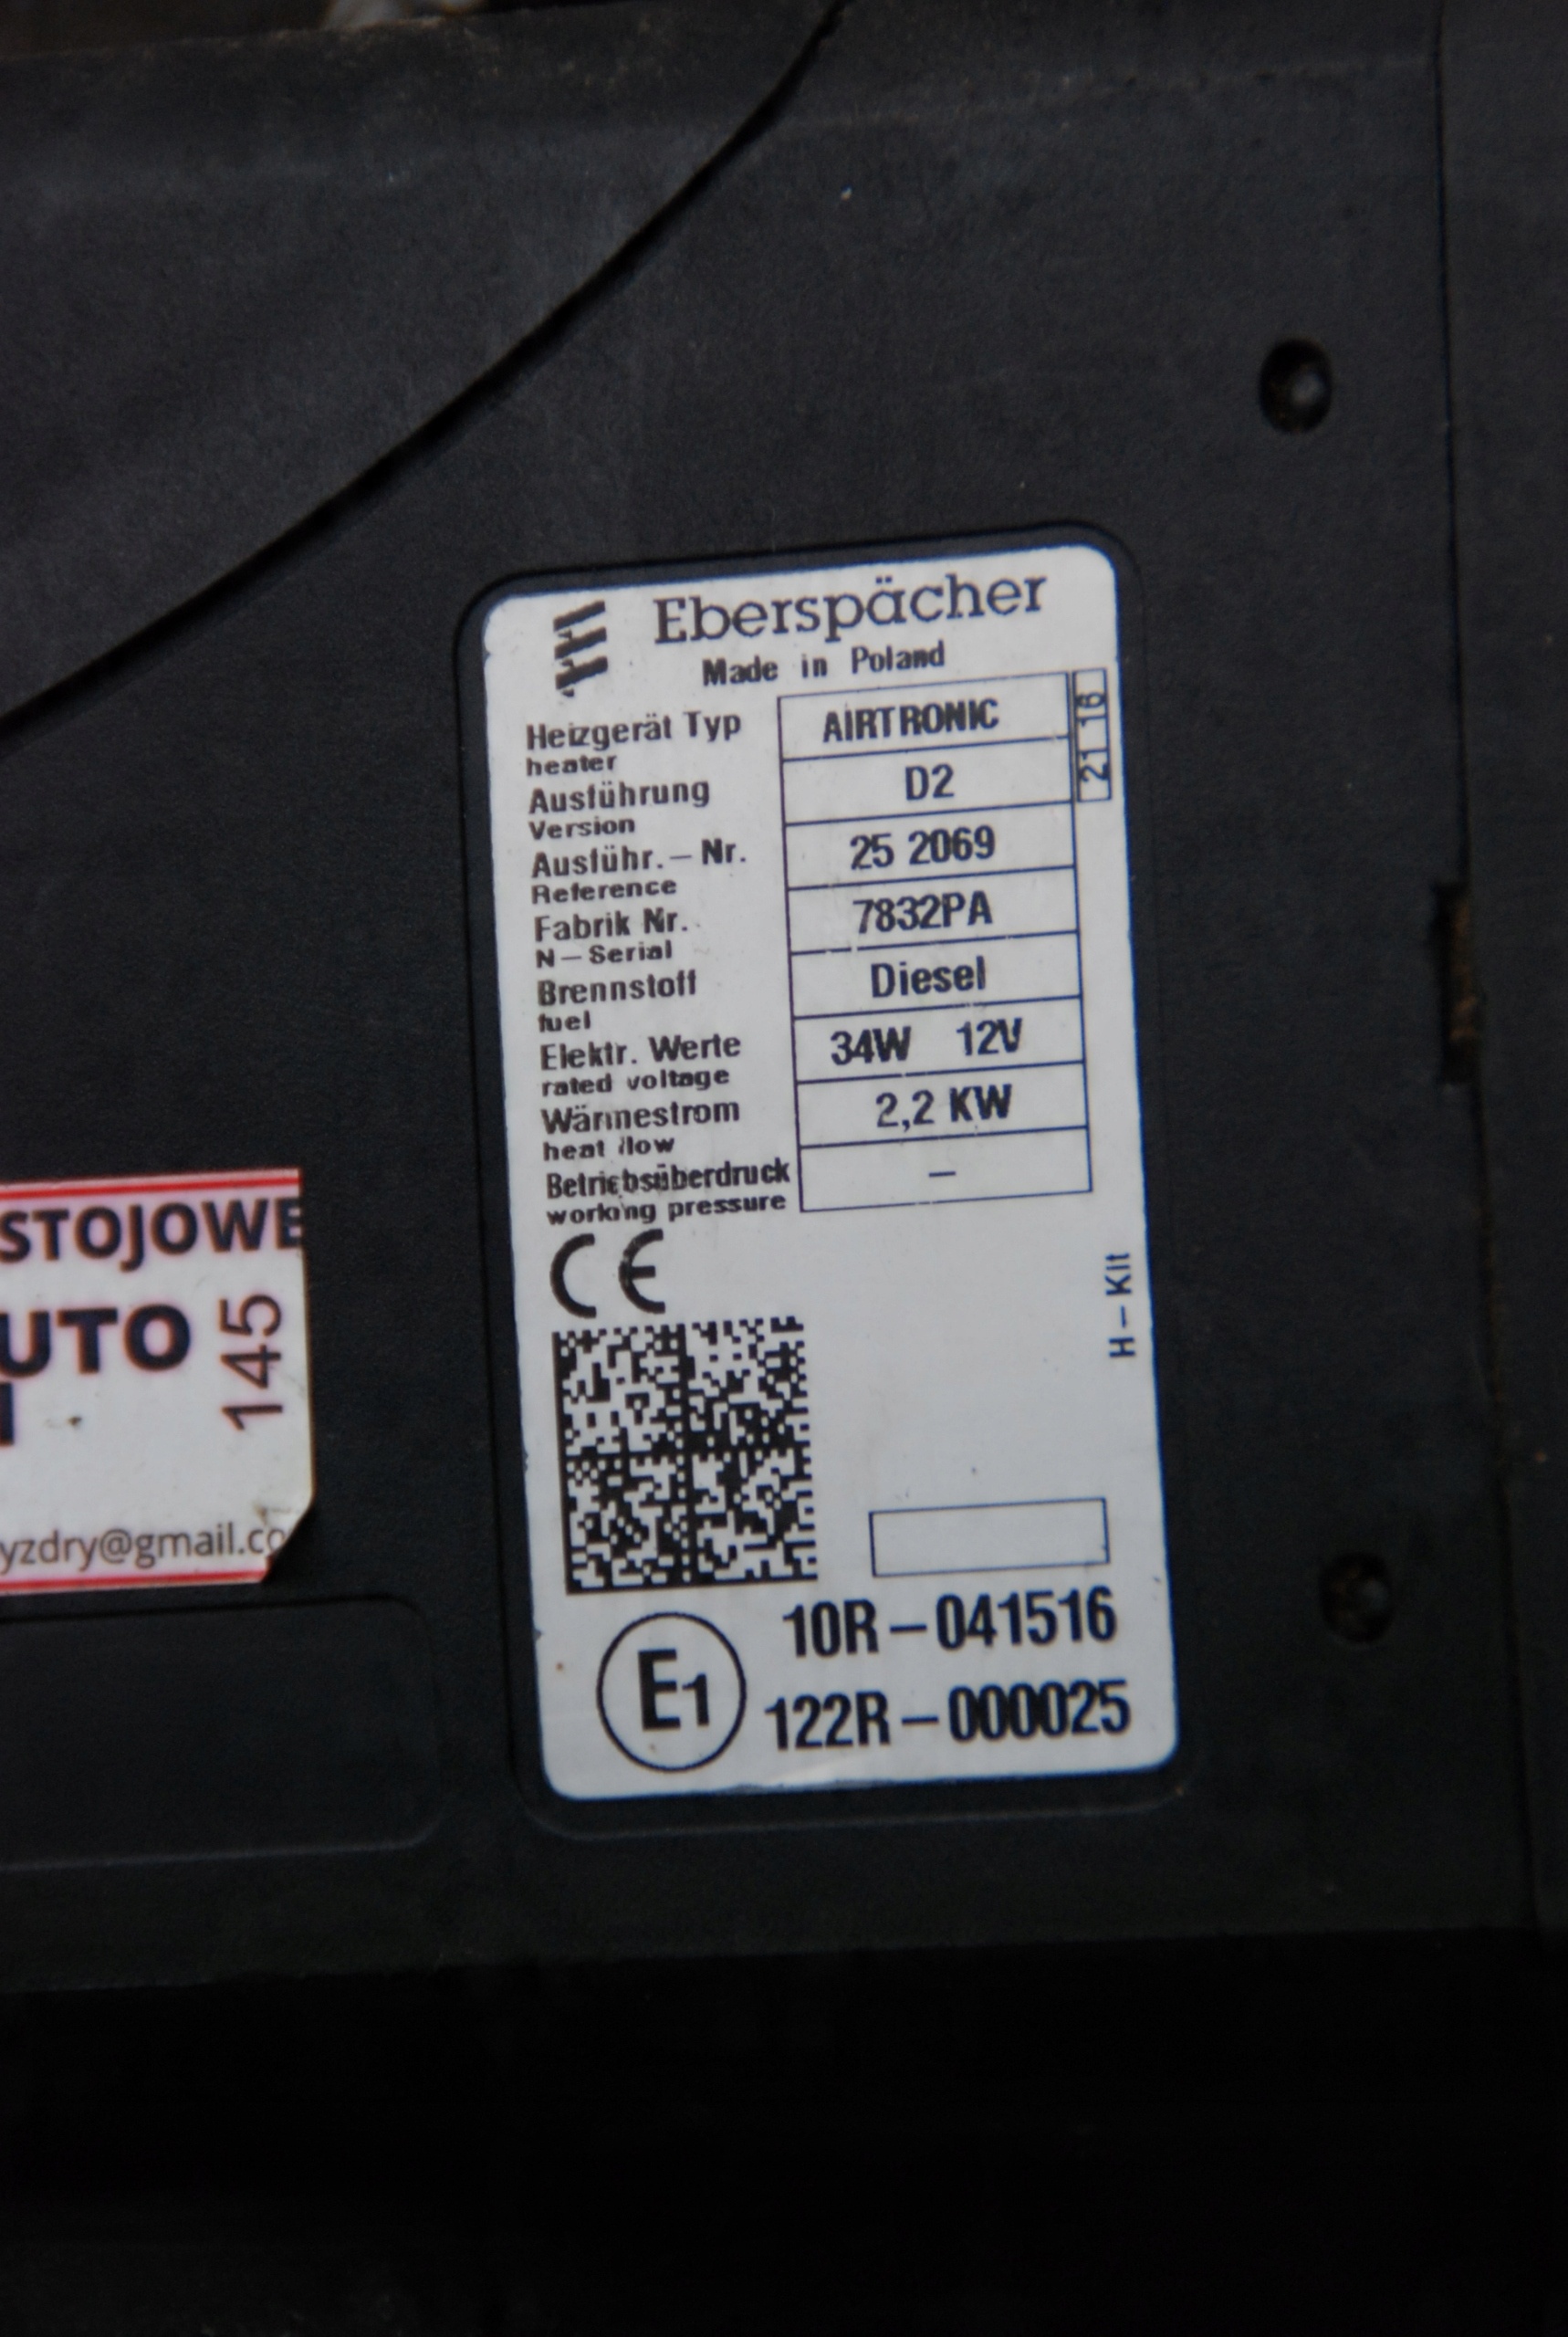 Eberspächer
Made in Poland
Heizgerät Typ AIRTRONIC
heater
21 16
Ausführung D2
Version
Ausführ.-Nr. 25 2069
Reference
Fabrik Nr. 7832PA
N-Serial
Brennstoff Diesel
fuel
Elektr. Werte 34W 12V
rated voltage
Wärmestrom 2,2 KW
heat flow
Betriebsüberdruck –
working pressure
CE
H-Kit
E1
10R-041516
122R-000025
STOJOWE
UTO
145
yzdry@gmail.co